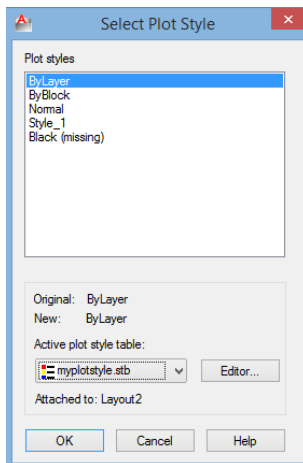 Select Plot Style
Plot styles
ByLayer
ByBlock
Normal
Style_1
Black (missing)
Original: ByLayer
New: ByLayer
Active plot style table:
myplotstyle.stb
Editor...
Attached to: Layout2
OK Cancel Help